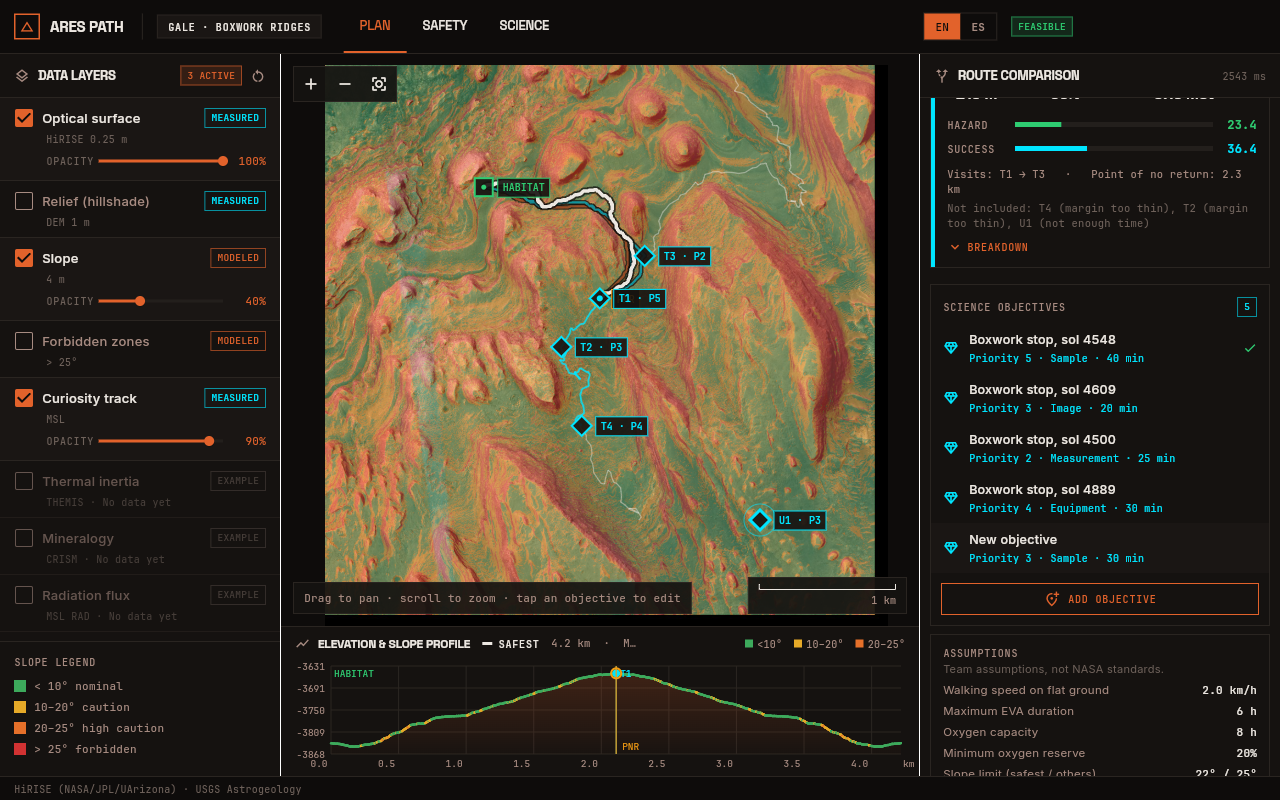 ARES PATH
GALE · BOXWORK RIDGES
PLAN
SAFETY
SCIENCE
EN
ES
FEASIBLE
DATA LAYERS
3 ACTIVE
Optical surface
MEASURED
HiRISE 0.25 m
OPACITY
100%
Relief (hillshade)
MEASURED
DEM 1 m
Slope
MODELED
4 m
OPACITY
40%
Forbidden zones
MODELED
> 25°
Curiosity track
MEASURED
MSL
OPACITY
90%
Thermal inertia
EXAMPLE
THEMIS · No data yet
Mineralogy
EXAMPLE
CRISM · No data yet
Radiation flux
EXAMPLE
MSL RAD · No data yet
SLOPE LEGEND
< 10° nominal
10–20° caution
20–25° high caution
> 25° forbidden
HABITAT
T3 · P2
T1 · P5
T2 · P3
T4 · P4
U1 · P3
Drag to pan · scroll to zoom · tap an objective to edit
1 km
ELEVATION & SLOPE PROFILE
SAFEST
4.2 km · M…
<10°
10–20°
20–25°
-3631
-3691
-3750
-3809
-3868
HABITAT
T1
PNR
0.0
0.5
1.0
1.5
2.0
2.5
3.0
3.5
4.0
km
ROUTE COMPARISON
2543 ms
HAZARD
23.4
SUCCESS
36.4
Visits: T1 → T3 · Point of no return: 2.3
km
Not included: T4 (margin too thin), T2 (margin
too thin), U1 (not enough time)
BREAKDOWN
SCIENCE OBJECTIVES
5
Boxwork stop, sol 4548
Priority 5 · Sample · 40 min
Boxwork stop, sol 4609
Priority 3 · Image · 20 min
Boxwork stop, sol 4500
Priority 2 · Measurement · 25 min
Boxwork stop, sol 4889
Priority 4 · Equipment · 30 min
New objective
Priority 3 · Sample · 30 min
ADD OBJECTIVE
ASSUMPTIONS
Team assumptions, not NASA standards.
Walking speed on flat ground
2.0 km/h
Maximum EVA duration
6 h
Oxygen capacity
8 h
Minimum oxygen reserve
20%
Slope limit (safest / others)
22° / 25°
HiRISE (NASA/JPL/UArizona) · USGS Astrogeology